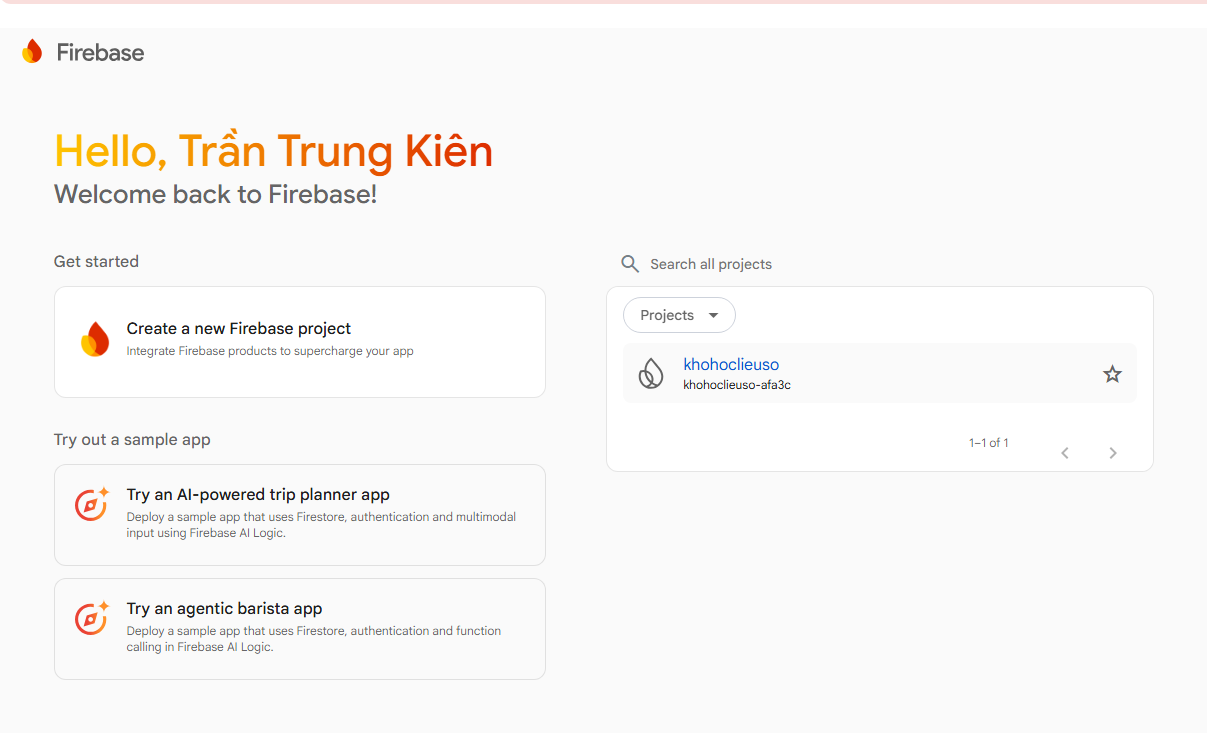 Firebase
Hello, Trần Trung Kiên
Welcome back to Firebase!
Get started
Create a new Firebase project
Integrate Firebase products to supercharge your app
Try out a sample app
Try an AI-powered trip planner app
Deploy a sample app that uses Firestore, authentication and multimodal
input using Firebase AI Logic.
Try an agentic barista app
Deploy a sample app that uses Firestore, authentication and function
calling in Firebase AI Logic.
Search all projects
Projects
khohoclieuso
khohoclieuso-afa3c
1–1 of 1